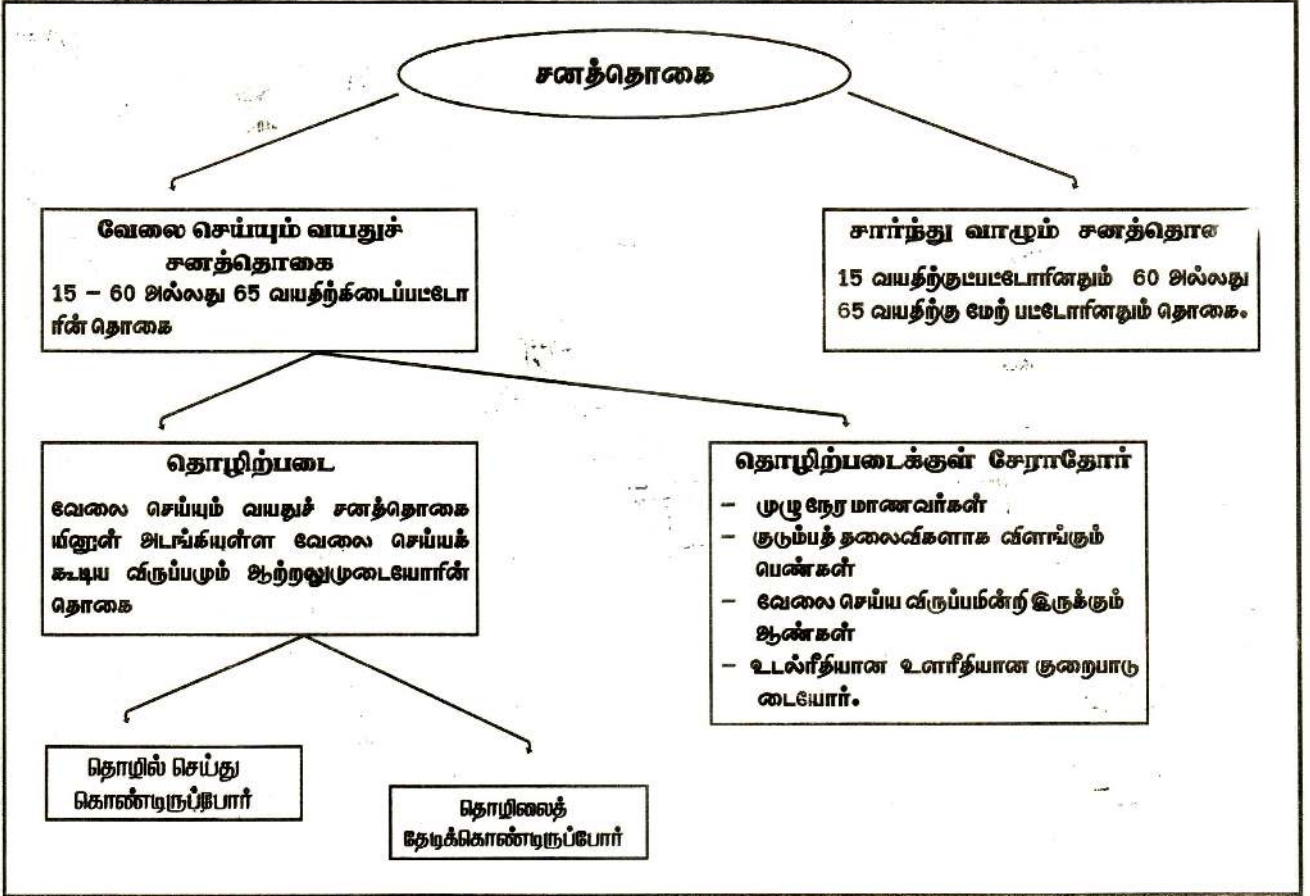 சனத்தொகை
வேலை செய்யும் வயதுச்
சனத்தொகை
15 – 60 அல்லது 65 வயதிற்கிடைப்பட்டோ
ரின் தொகை
சார்ந்து வாழும் சனத்தொ
15 வயதிற்குட்பட்டோரினதும் 60 அல்லது
65 வயதிற்கு மேற் பட்டோரினதும் தொகை.
தொழிற்படை
வேலை செய்யும் வயதுச் சனத்தொகை
யினுள் அடங்கியுள்ள வேலை செய்யக்
கூடிய விருப்பமும் ஆற்றலுமுடையோரின்
தொகை
தொழிற்படைக்குள் சேராதோர்
– முழு நேர மாணவர்கள்
– குடும்பத் தலைவிகளாக விளங்கும்
பெண்கள்
– வேலை செய்ய விருப்பமின்றி இருக்கும்
ஆண்கள்
– உடல்ரீதியான உளரீதியான குறைபாடு
டையோர்.
தொழில் செய்து
கொண்டிருப்போர்
தொழிலைத்
தேடிக்கொண்டிருப்போர்